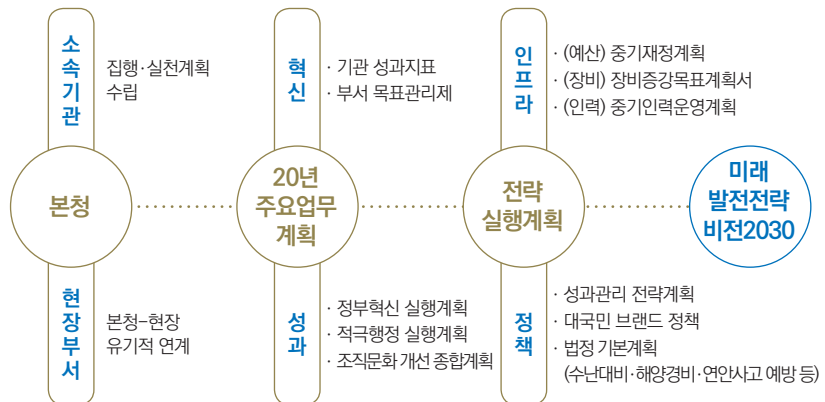 소속기관
집행·실천계획
수립
본청
현장부서
본청-현장
유기적 연계
혁신
· 기관 성과지표
· 부서 목표관리제
20년
주요업무
계획
성과
· 정부혁신 실행계획
· 적극행정 실행계획
· 조직문화 개선 종합계획
인프라
· (예산) 중기재정계획
· (장비) 장비증강목표계획서
· (인력) 중기인력운영계획
전략
실행계획
정책
· 성과관리 전략계획
· 대국민 브랜드 정책
· 법정 기본계획
(수난대비·해양경비·연안사고 예방 등)
미래
발전전략
비전2030